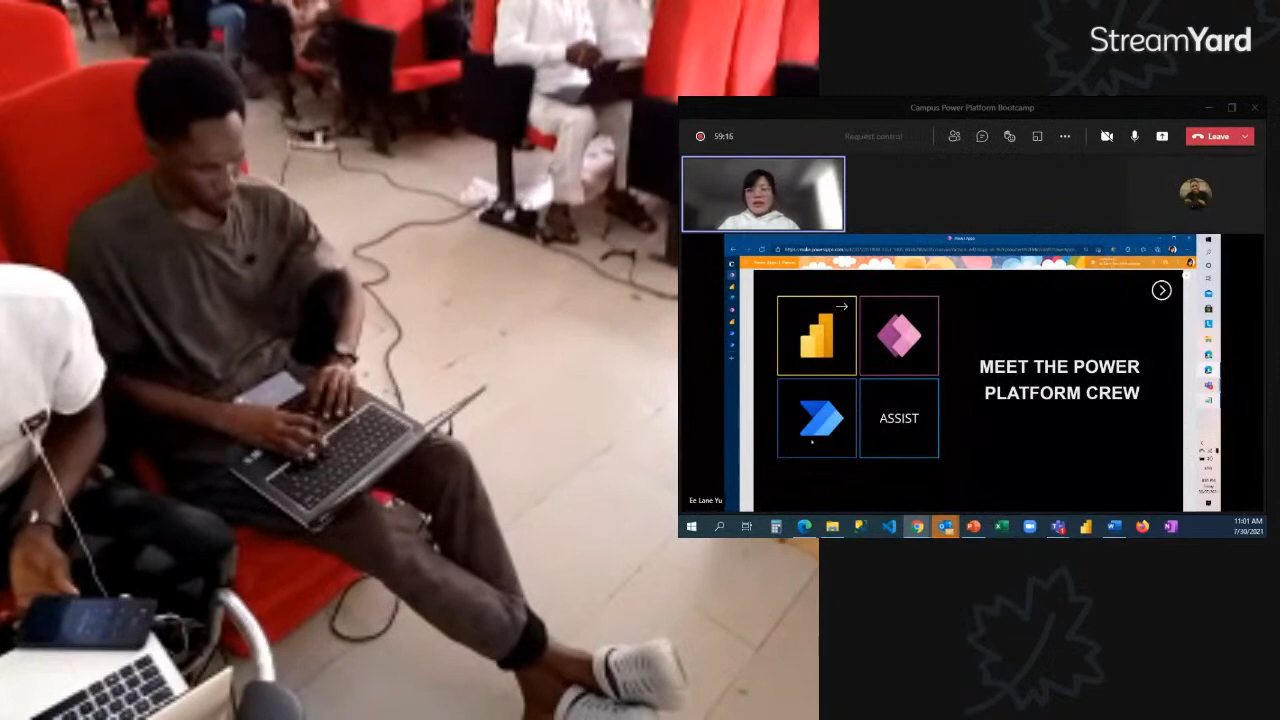 StreamYard
Campus Power Platform Bootcamp
59:16
Request control
Leave
MEET THE POWER
PLATFORM CREW
ASSIST
Ee Lane Yu
11:01 AM
7/30/2021